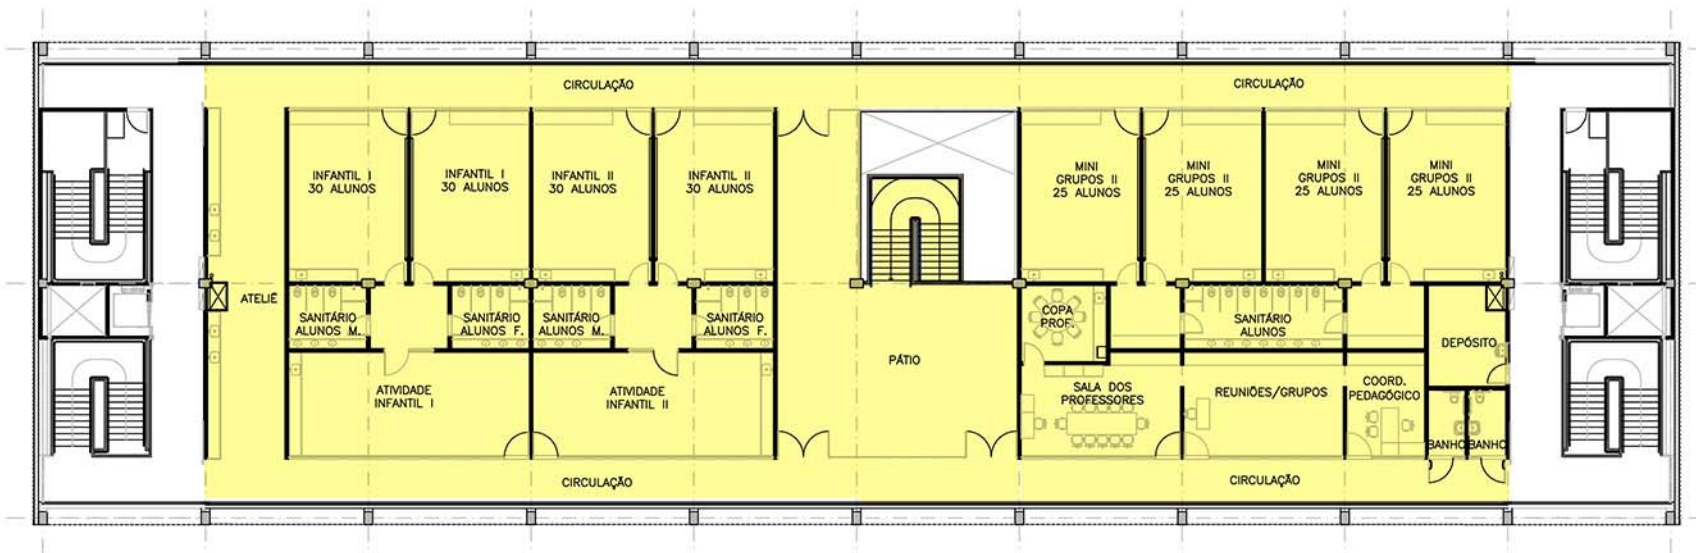 CIRCULAÇÃO
CIRCULAÇÃO
INFANTIL I
30 ALUNOS
INFANTIL I
30 ALUNOS
INFANTIL II
30 ALUNOS
INFANTIL II
30 ALUNOS
MINI
GRUPOS II
25 ALUNOS
MINI
GRUPOS II
25 ALUNOS
MINI
GRUPOS II
25 ALUNOS
MINI
GRUPOS II
25 ALUNOS
ATELIÊ
SANITÁRIO
ALUNOS M.
SANITÁRIO
ALUNOS F.
SANITÁRIO
ALUNOS M.
SANITÁRIO
ALUNOS F.
COPA
PROF.
SANITÁRIO
ALUNOS
DEPÓSITO
PÁTIO
ATIVIDADE
INFANTIL I
ATIVIDADE
INFANTIL II
SALA DOS
PROFESSORES
REUNIÕES/GRUPOS
COORD.
PEDAGÓGICO
BANHO
BANHO
CIRCULAÇÃO
CIRCULAÇÃO